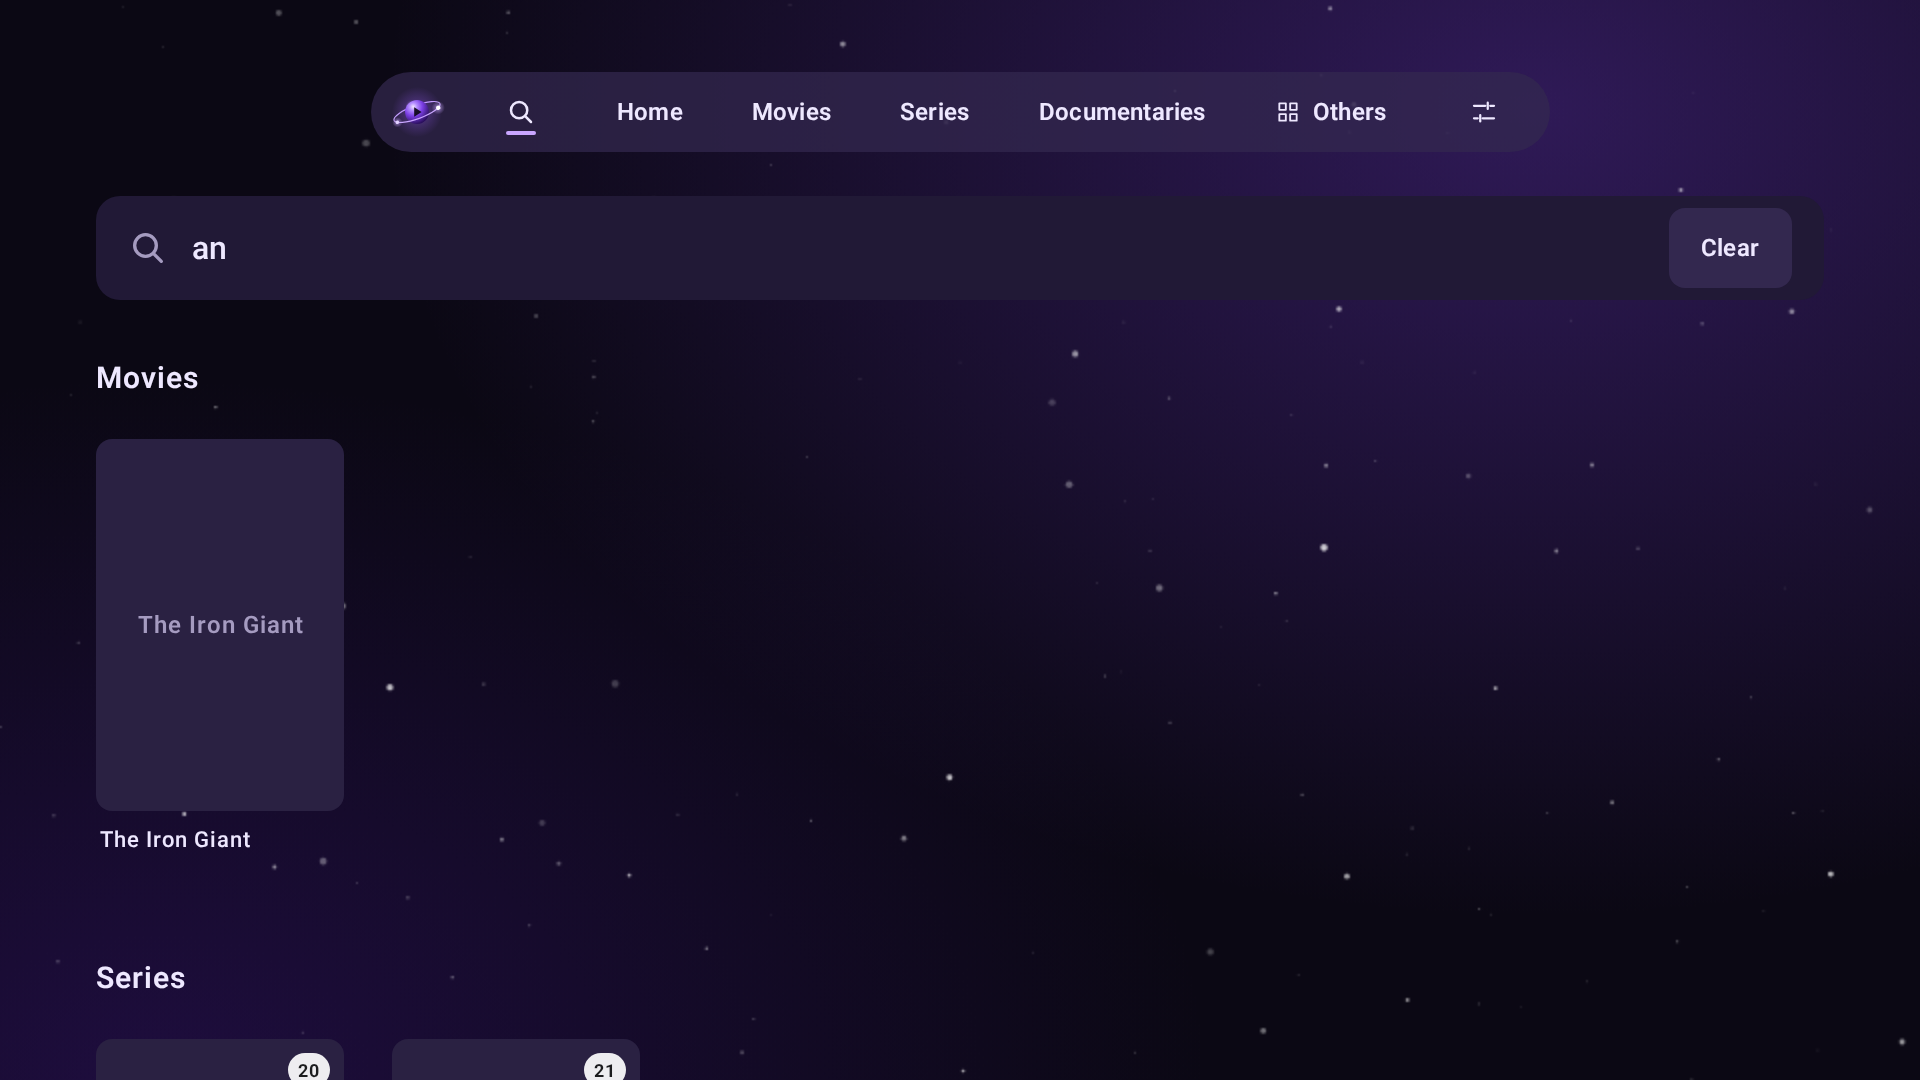 Home Movies Series Documentaries Others
an
Clear
Movies
The Iron Giant
The Iron Giant
Series
20 21